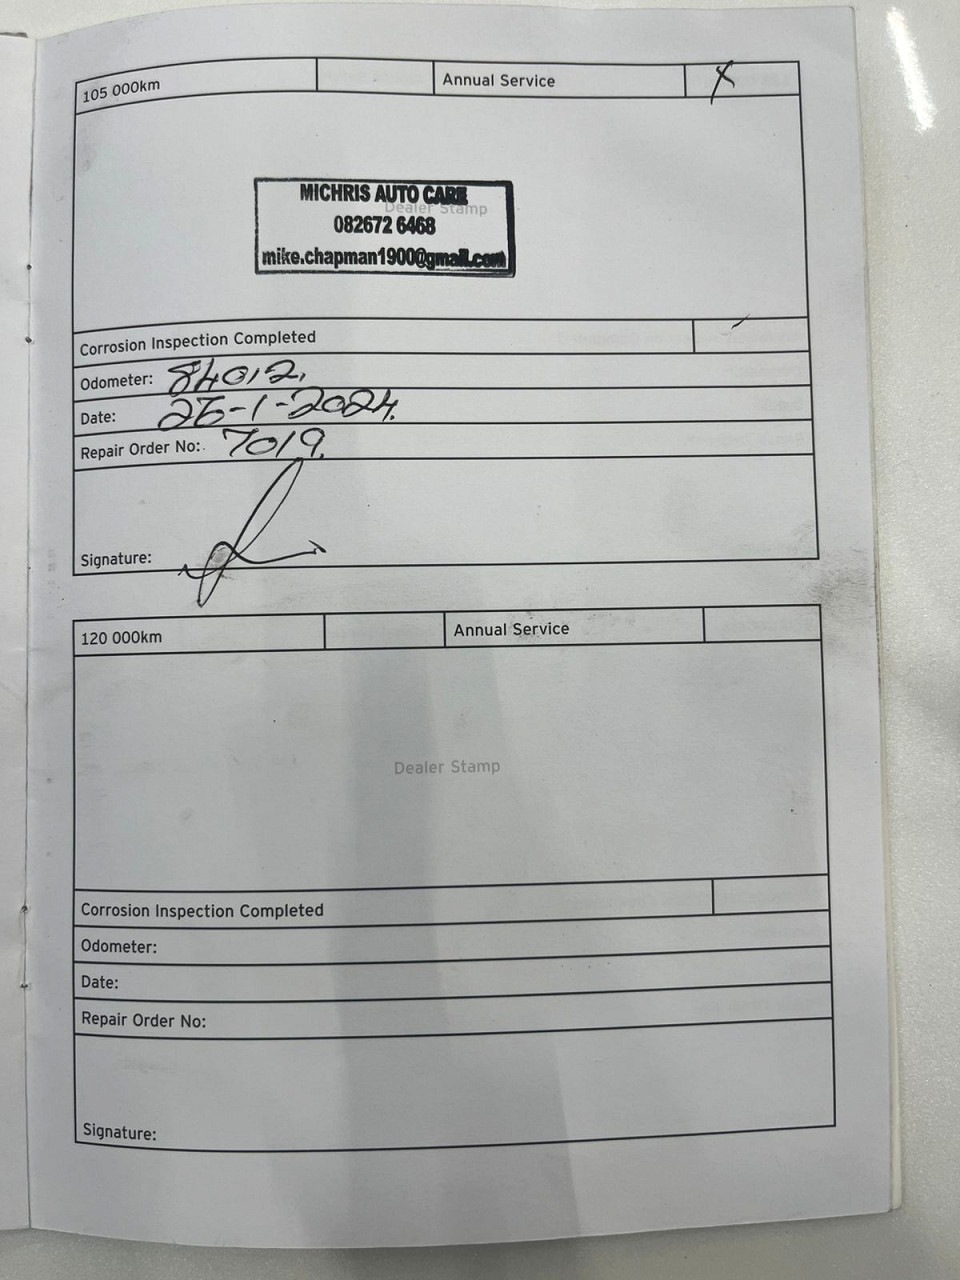 105 000km Annual Service X
MICHRIS AUTO CARE
Dealer Stamp
082672 6468
mike.chapman1900@gmail.com
Corrosion Inspection Completed
Odometer: 84012.
Date: 26-1-2024.
Repair Order No: 7019.
Signature:
120 000km Annual Service
Dealer Stamp
Corrosion Inspection Completed
Odometer:
Date:
Repair Order No:
Signature: